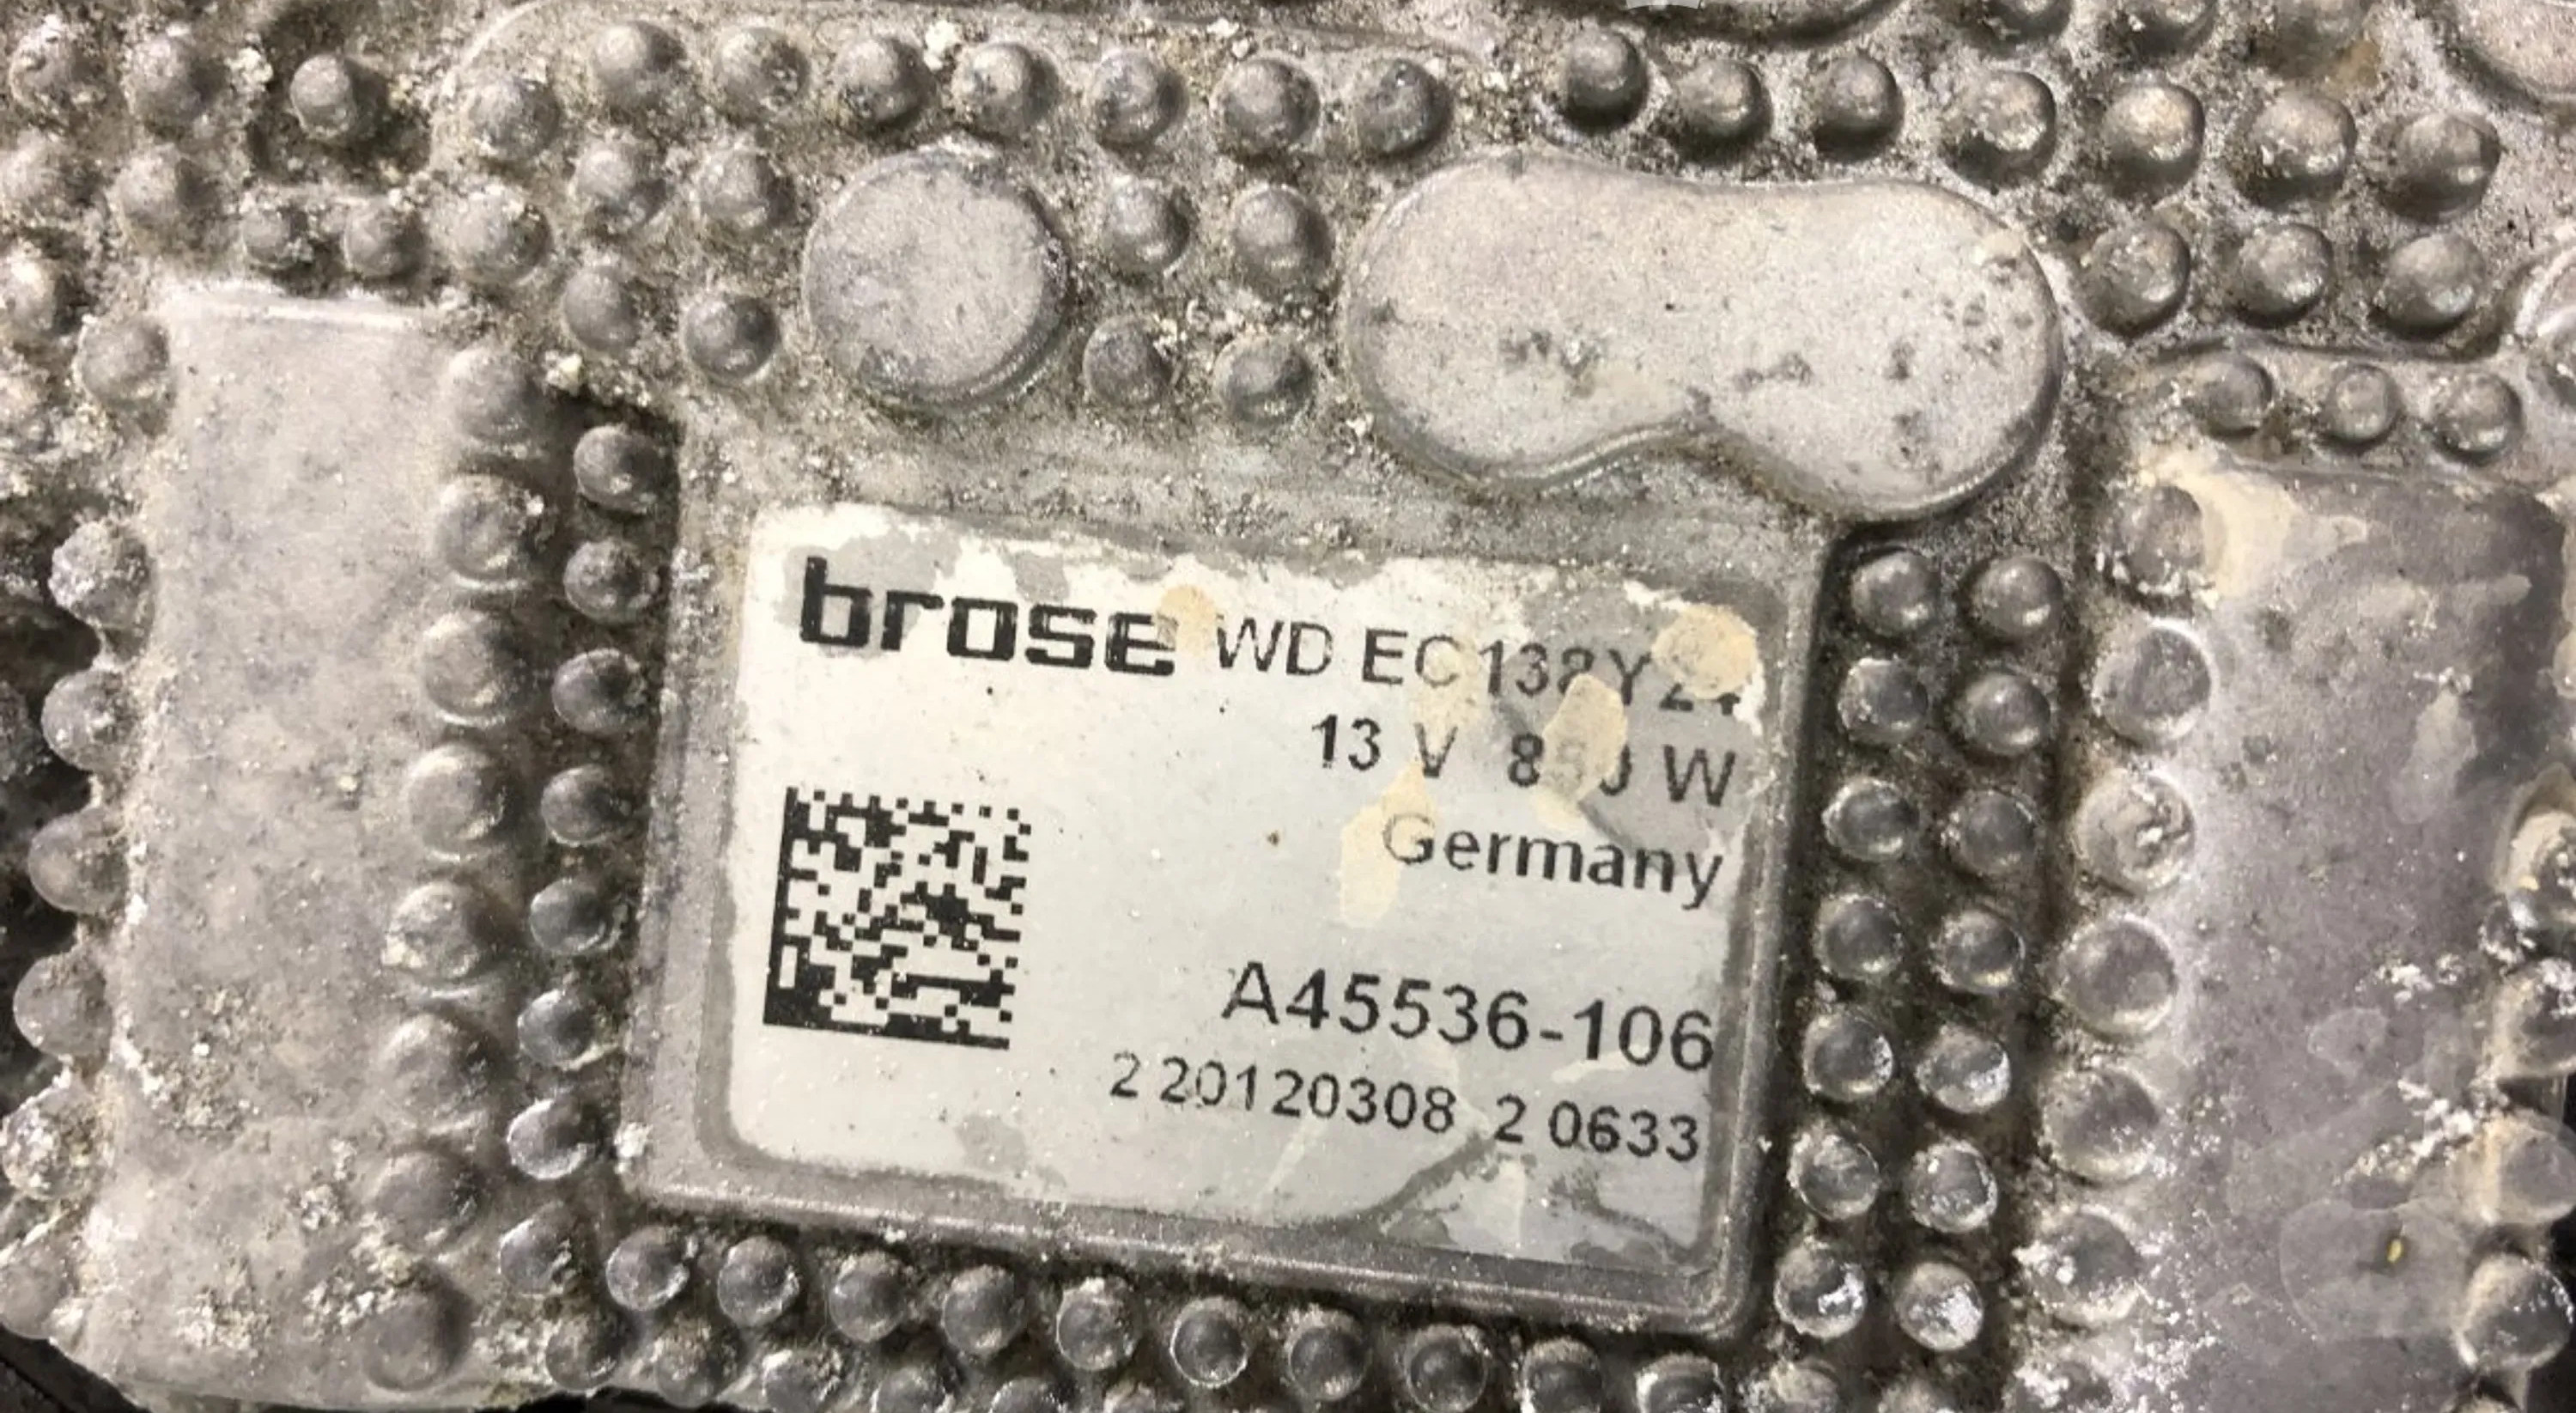 brose WD
13 V W
Germany
A45536-106
2 20120308 2 0633